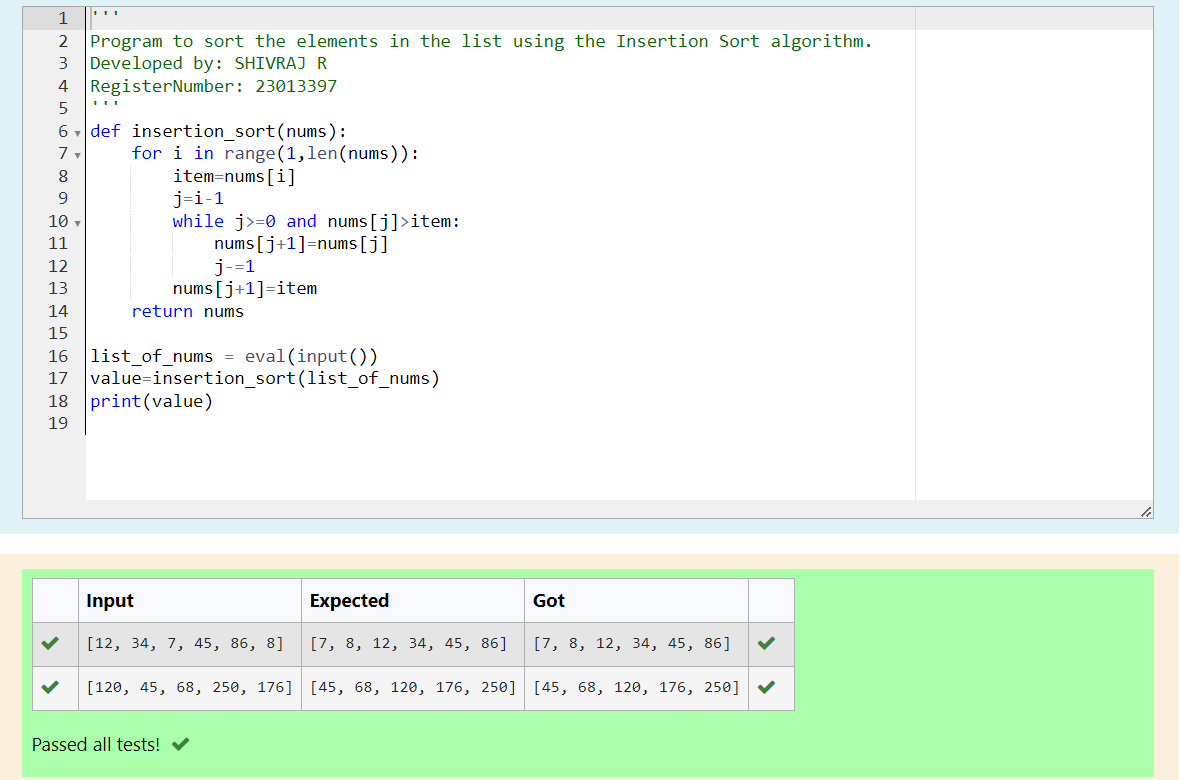 1 '''
2 Program to sort the elements in the list using the Insertion Sort algorithm.
3 Developed by: SHIVRAJ R
4 RegisterNumber: 23013397
5 '''
6 def insertion_sort(nums):
7     for i in range(1,len(nums)):
8         item=nums[i]
9         j=i-1
10         while j>=0 and nums[j]>item:
11             nums[j+1]=nums[j]
12             j-=1
13         nums[j+1]=item
14     return nums
15
16 list_of_nums = eval(input())
17 value=insertion_sort(list_of_nums)
18 print(value)
19
Input Expected Got
[12, 34, 7, 45, 86, 8] [7, 8, 12, 34, 45, 86] [7, 8, 12, 34, 45, 86]
[120, 45, 68, 250, 176] [45, 68, 120, 176, 250] [45, 68, 120, 176, 250]
Passed all tests!